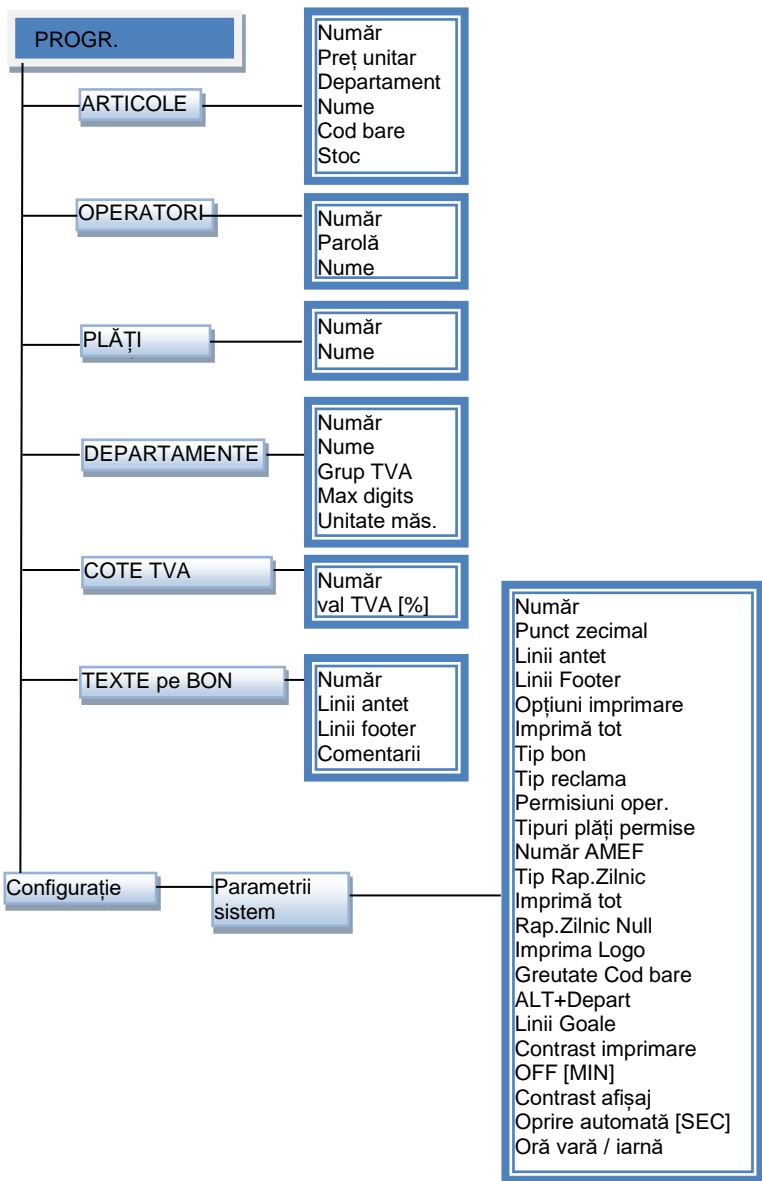 PROGR.
ARTICOLE
Număr
Preț unitar
Departament
Nume
Cod bare
Stoc
OPERATORI
Număr
Parolă
Nume
PLĂȚI
Număr
Nume
DEPARTAMENTE
Număr
Nume
Grup TVA
Max digits
Unitate măs.
COTE TVA
Număr
val TVA [%]
TEXTE pe BON
Număr
Linii antet
Linii footer
Comentarii
Configurație
Parametrii
sistem
Număr
Punct zecimal
Linii antet
Linii Footer
Opțiuni imprimare
Imprimă tot
Tip bon
Tip reclama
Permisiuni oper.
Tipuri plăți permise
Număr AMEF
Tip Rap.Zilnic
Imprimă tot
Rap.Zilnic Null
Imprima Logo
Greutate Cod bare
ALT+Depart
Linii Goale
Contrast imprimare
OFF [MIN]
Contrast afișaj
Oprire automată [SEC]
Oră vară / iarnă